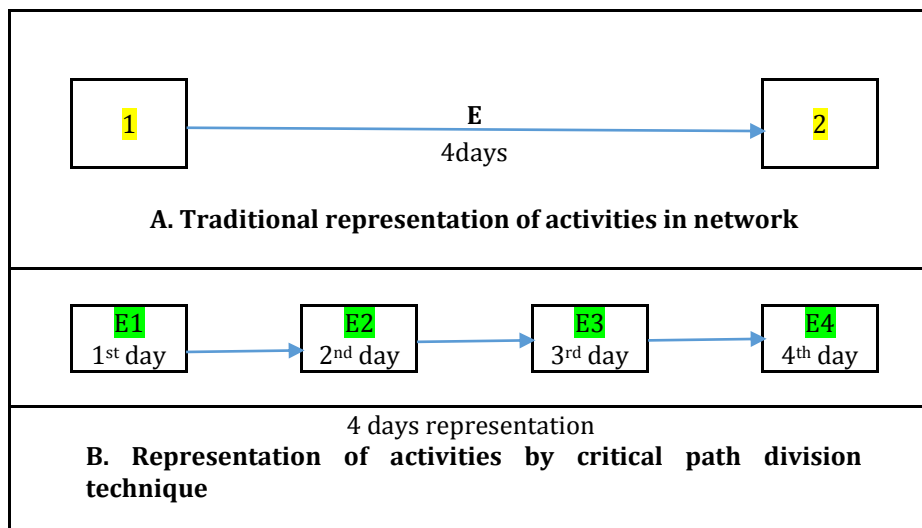 1
E
2
4days
A. Traditional representation of activities in network
E1 E2 E3 E4
1st day 2nd day 3rd day 4th day
4 days representation
B. Representation of activities by critical path division
technique